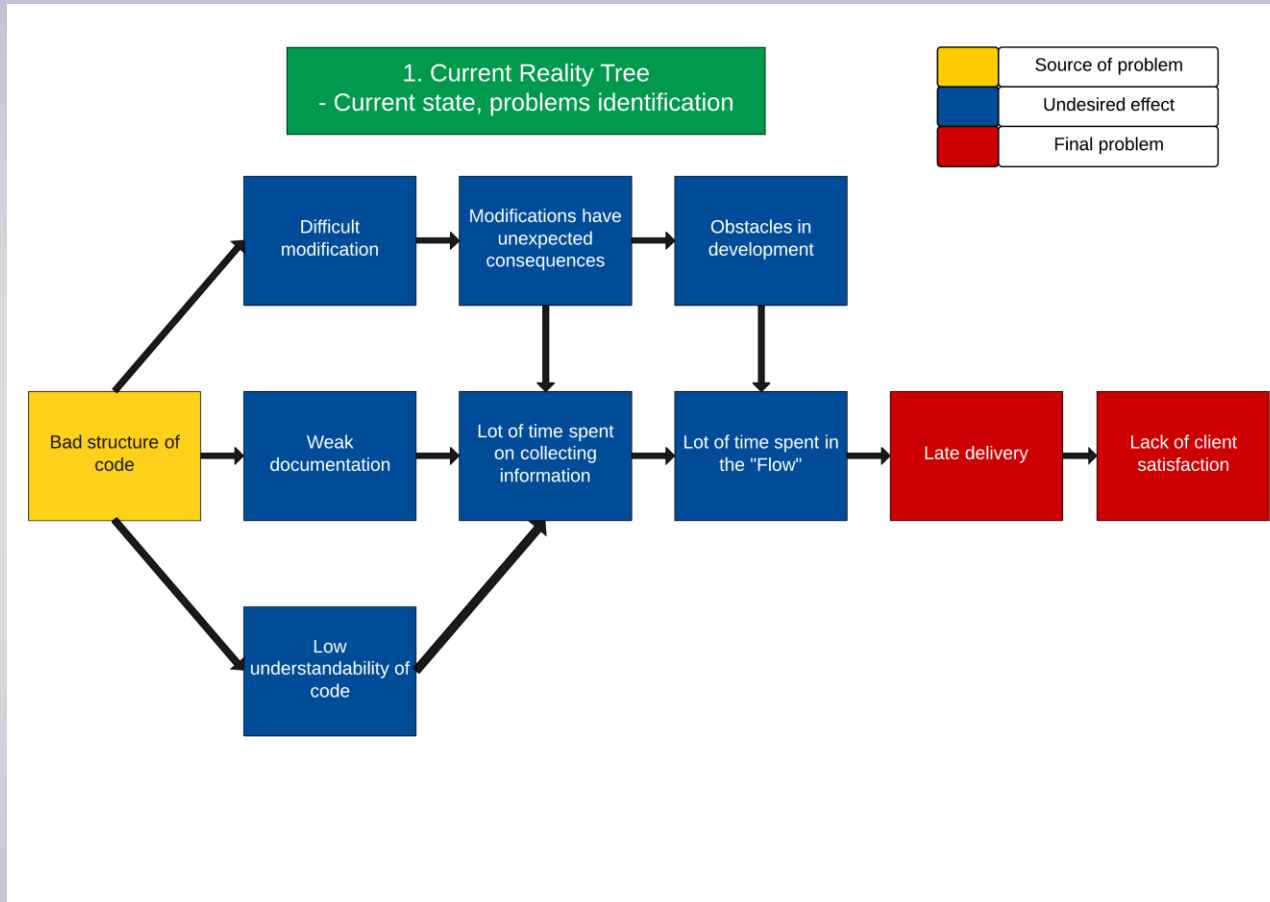 1. Current Reality Tree
- Current state, problems identification
Source of problem
Undesired effect
Final problem
Difficult
modification
Modifications have
unexpected
consequences
Obstacles in
development
Bad structure of
code
Weak
documentation
Lot of time spent
on collecting
information
Lot of time spent in
the "Flow"
Late delivery
Lack of client
satisfaction
Low
understandability of
code